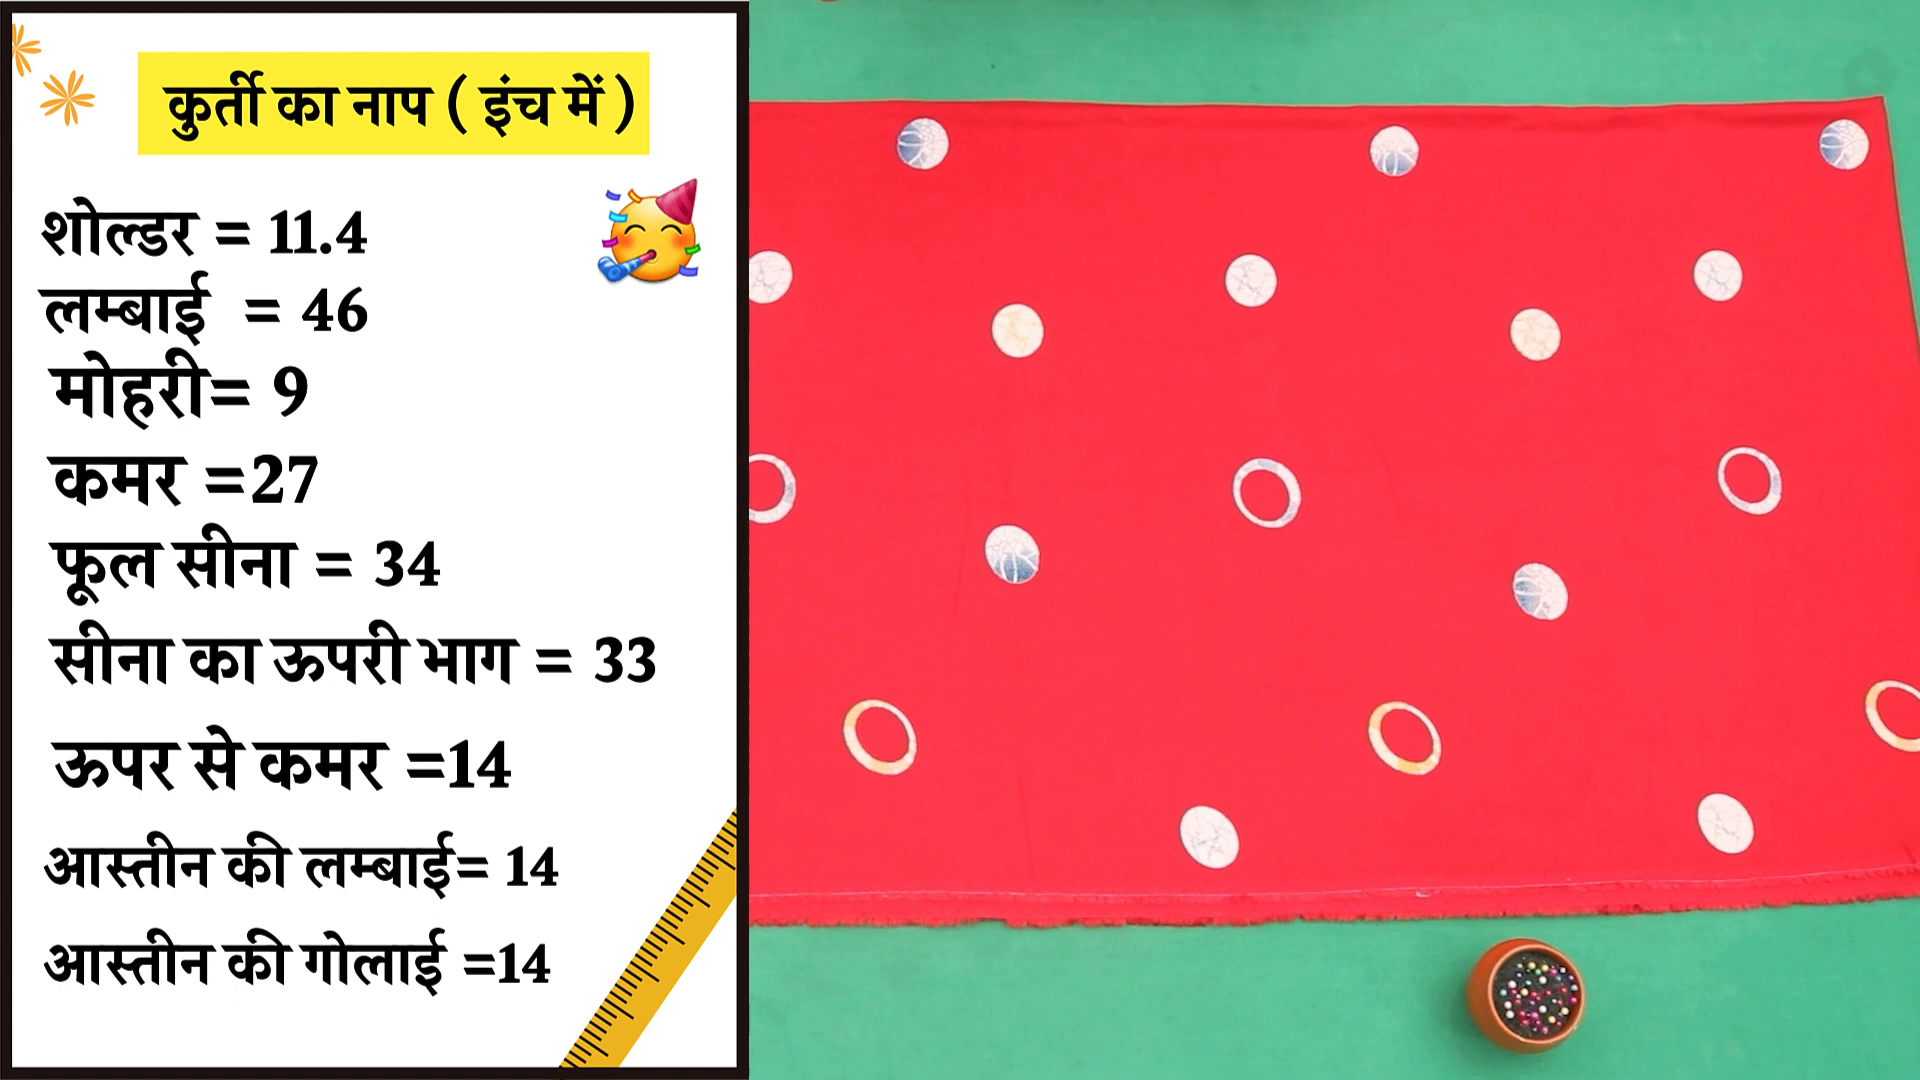 कुर्ती का नाप ( इंच में )
शोल्डर = 11.4
लम्बाई = 46
मोहरी= 9
कमर =27
फूल सीना = 34
सीना का ऊपरी भाग = 33
ऊपर से कमर =14
आस्तीन की लम्बाई= 14
आस्तीन की गोलाई =14